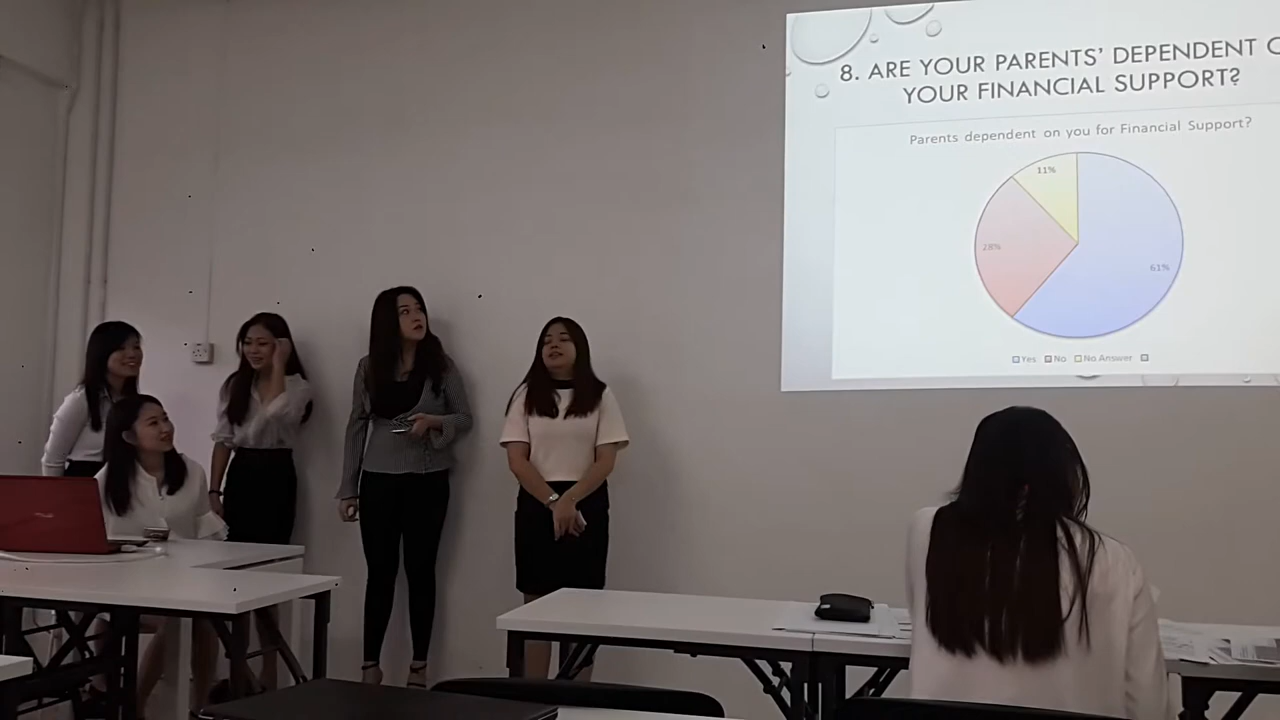 8. ARE YOUR PARENTS' DEPENDENT
YOUR FINANCIAL SUPPORT?
Parents dependent on you for Financial Support?
11%
28%
61%
Yes No No Answer